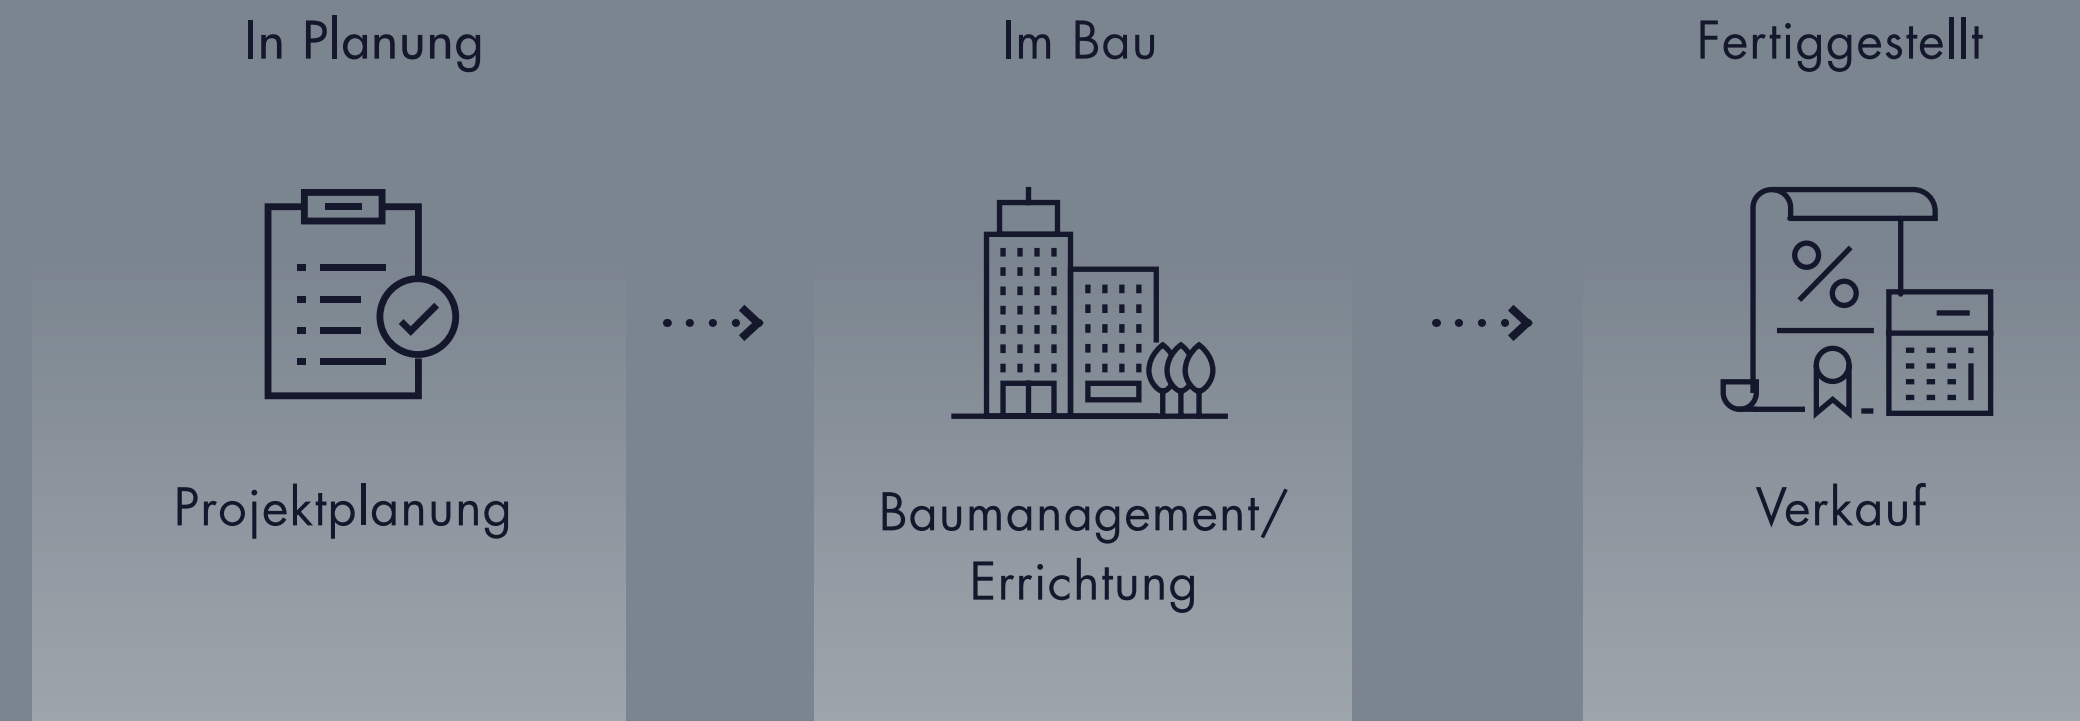 In Planung
Im Bau
Fertiggestellt
%
Projektplanung
Baumanagement/
Errichtung
Verkauf